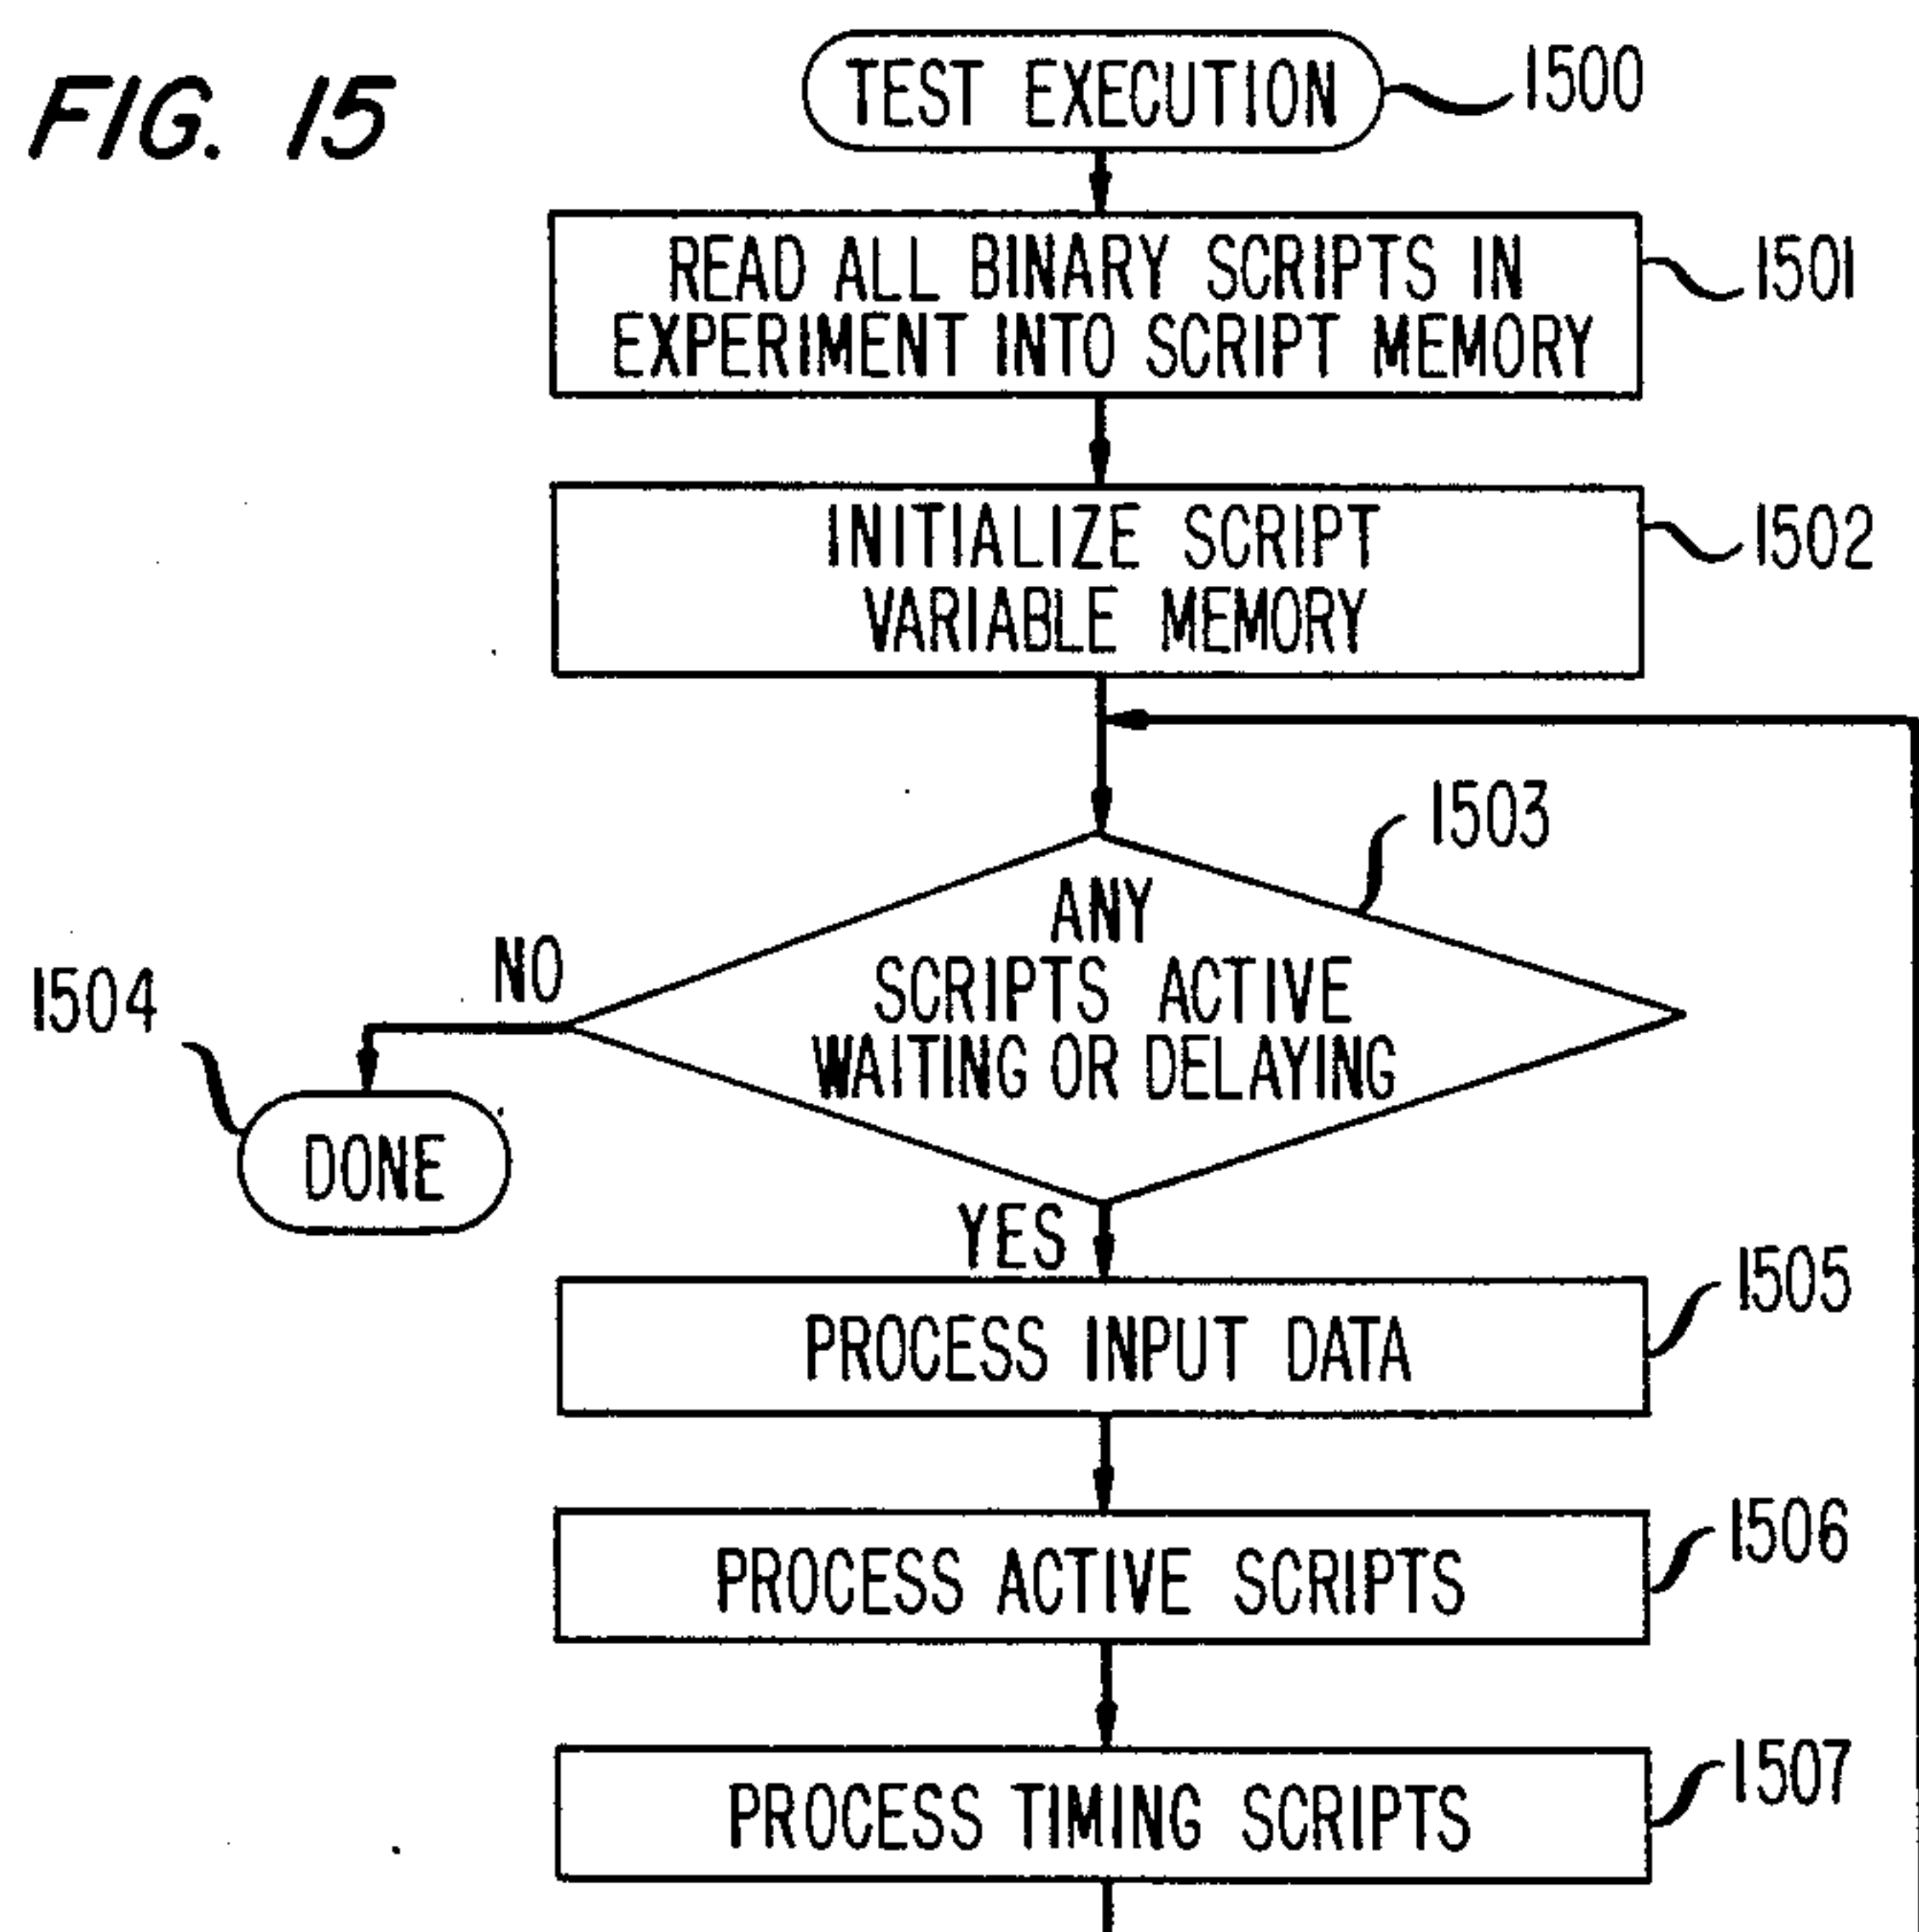 FIG. 15
TEST EXECUTION
1500
READ ALL BINARY SCRIPTS IN
EXPERIMENT INTO SCRIPT MEMORY
1501
INITIALIZE SCRIPT
VARIABLE MEMORY
1502
1503
ANY
SCRIPTS ACTIVE
WAITING OR DELAYING
NO
1504
DONE
YES
1505
PROCESS INPUT DATA
1506
PROCESS ACTIVE SCRIPTS
1507
PROCESS TIMING SCRIPTS